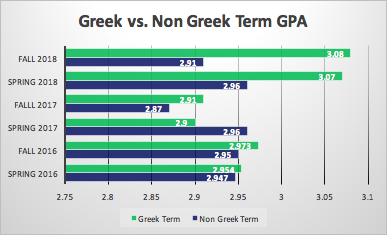 Greek vs. Non Greek Term GPA
FALL 2018
3.08
2.91
SPRING 2018
3.07
2.96
FALLL 2017
2.91
2.87
SPRING 2017
2.9
2.96
FALL 2016
2.973
2.95
SPRING 2016
2.954
2.947
2.75 2.8 2.85 2.9 2.95 3 3.05 3.1
Greek Term Non Greek Term